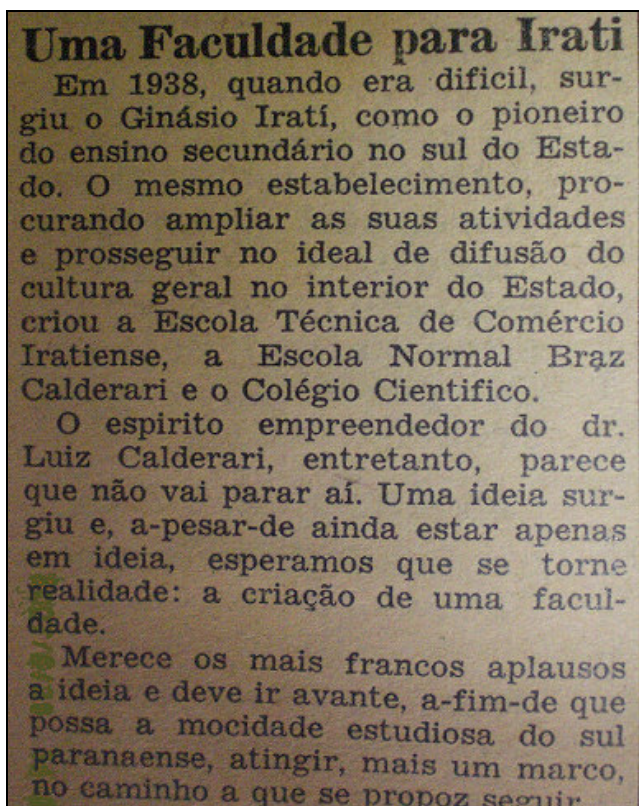 Uma Faculdade para Irati
Em 1938, quando era dificil, sur-
giu o Ginásio Iratí, como o pioneiro
do ensino secundário no sul do Esta-
do. O mesmo estabelecimento, pro-
curando ampliar as suas atividades
e prosseguir no ideal de difusão do
cultura geral no interior do Estado,
criou a Escola Técnica de Comércio
Iratiense, a Escola Normal Braz
Calderari e o Colégio Cientifico.
O espirito empreendedor do dr.
Luiz Calderari, entretanto, parece
que não vai parar aí. Uma ideia sur-
giu e, a-pesar-de ainda estar apenas
em ideia, esperamos que se torne
realidade: a criação de uma facul-
dade.
Merece os mais francos aplausos
a ideia e deve ir avante, a-fim-de que
possa a mocidade estudiosa do sul
paranaense, atingir, mais um marco,
no caminho a que se propoz seguir